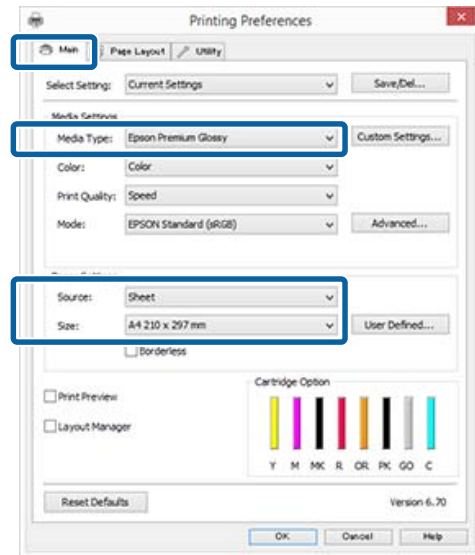 Printing Preferences
Main Page Layout Utility
Select Setting: Current Settings Save/Del...
Media Settings
Media Type: Epson Premium Glossy Custom Settings...
Color: Color
Print Quality: Speed
Mode: EPSON Standard (sRGB) Advanced...
Source: Sheet
Size: A4 210 x 297 mm User Defined...
Borderless
Cartridge Option
Print Preview
Layout Manager
Y M MK R OR PK GO C
Reset Defaults Version 6.70
OK Cancel Help